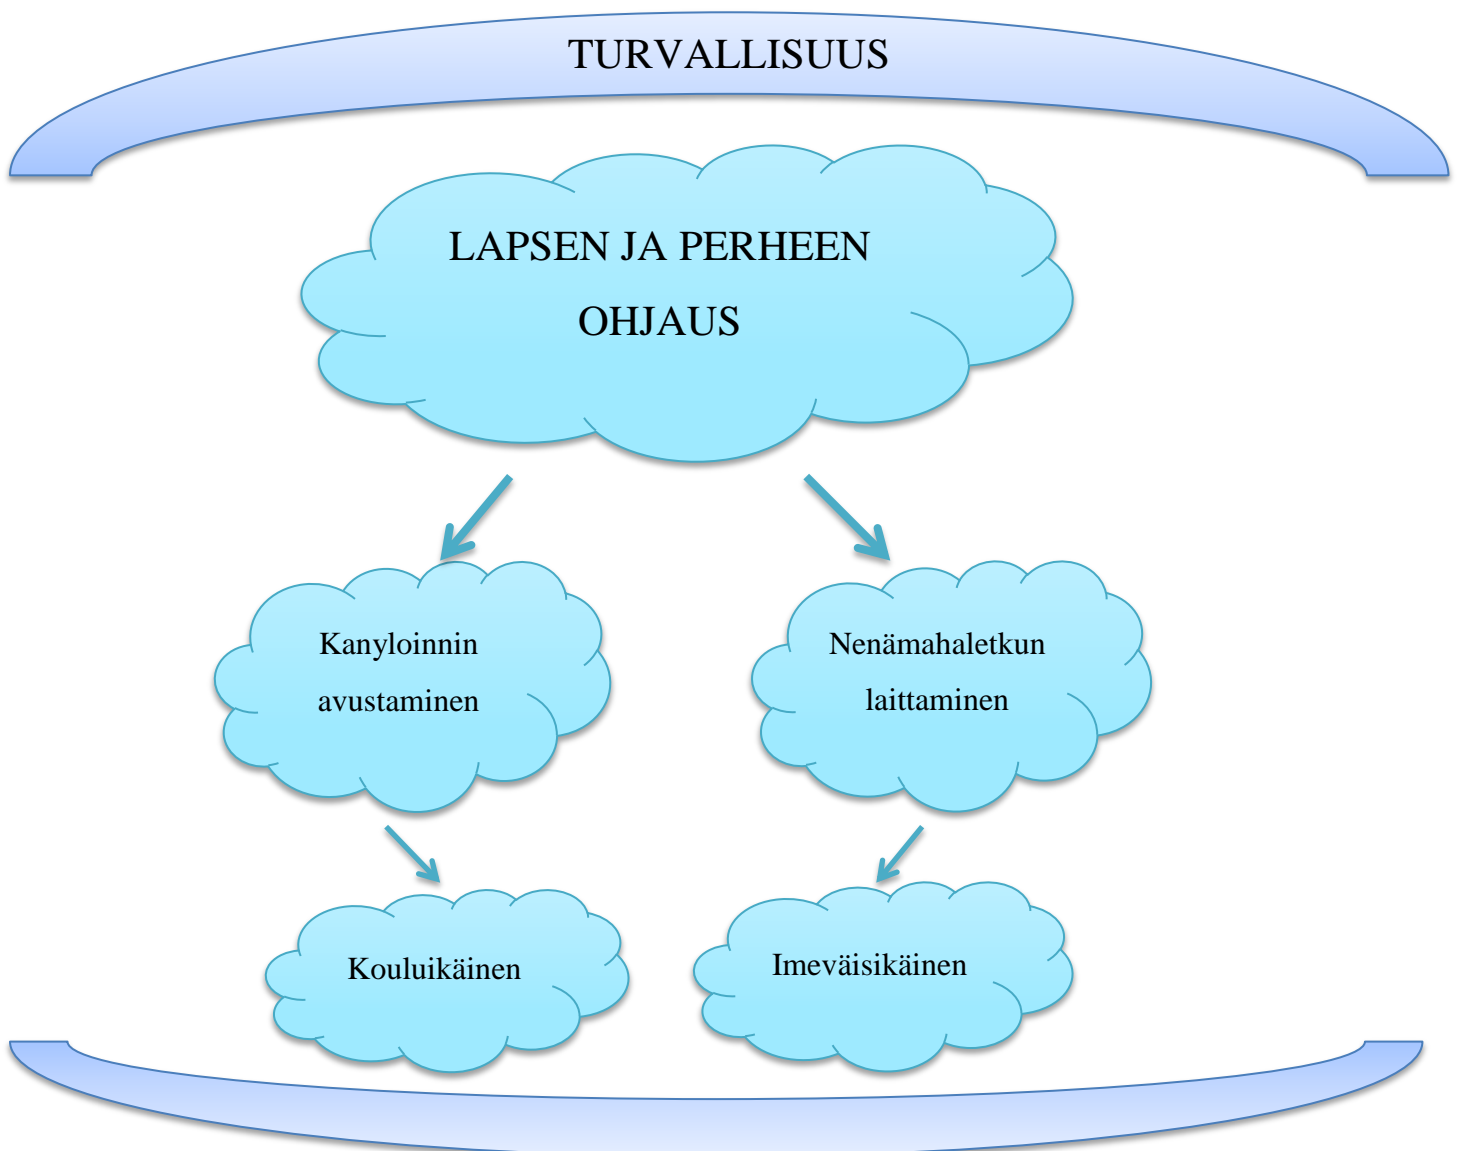 TURVALLISUUS
LAPSEN JA PERHEEN
OHJAUS
Kanyloinnin
avustaminen
Nenämahaletkun
laittaminen
Kouluikäinen
Imeväisikäinen